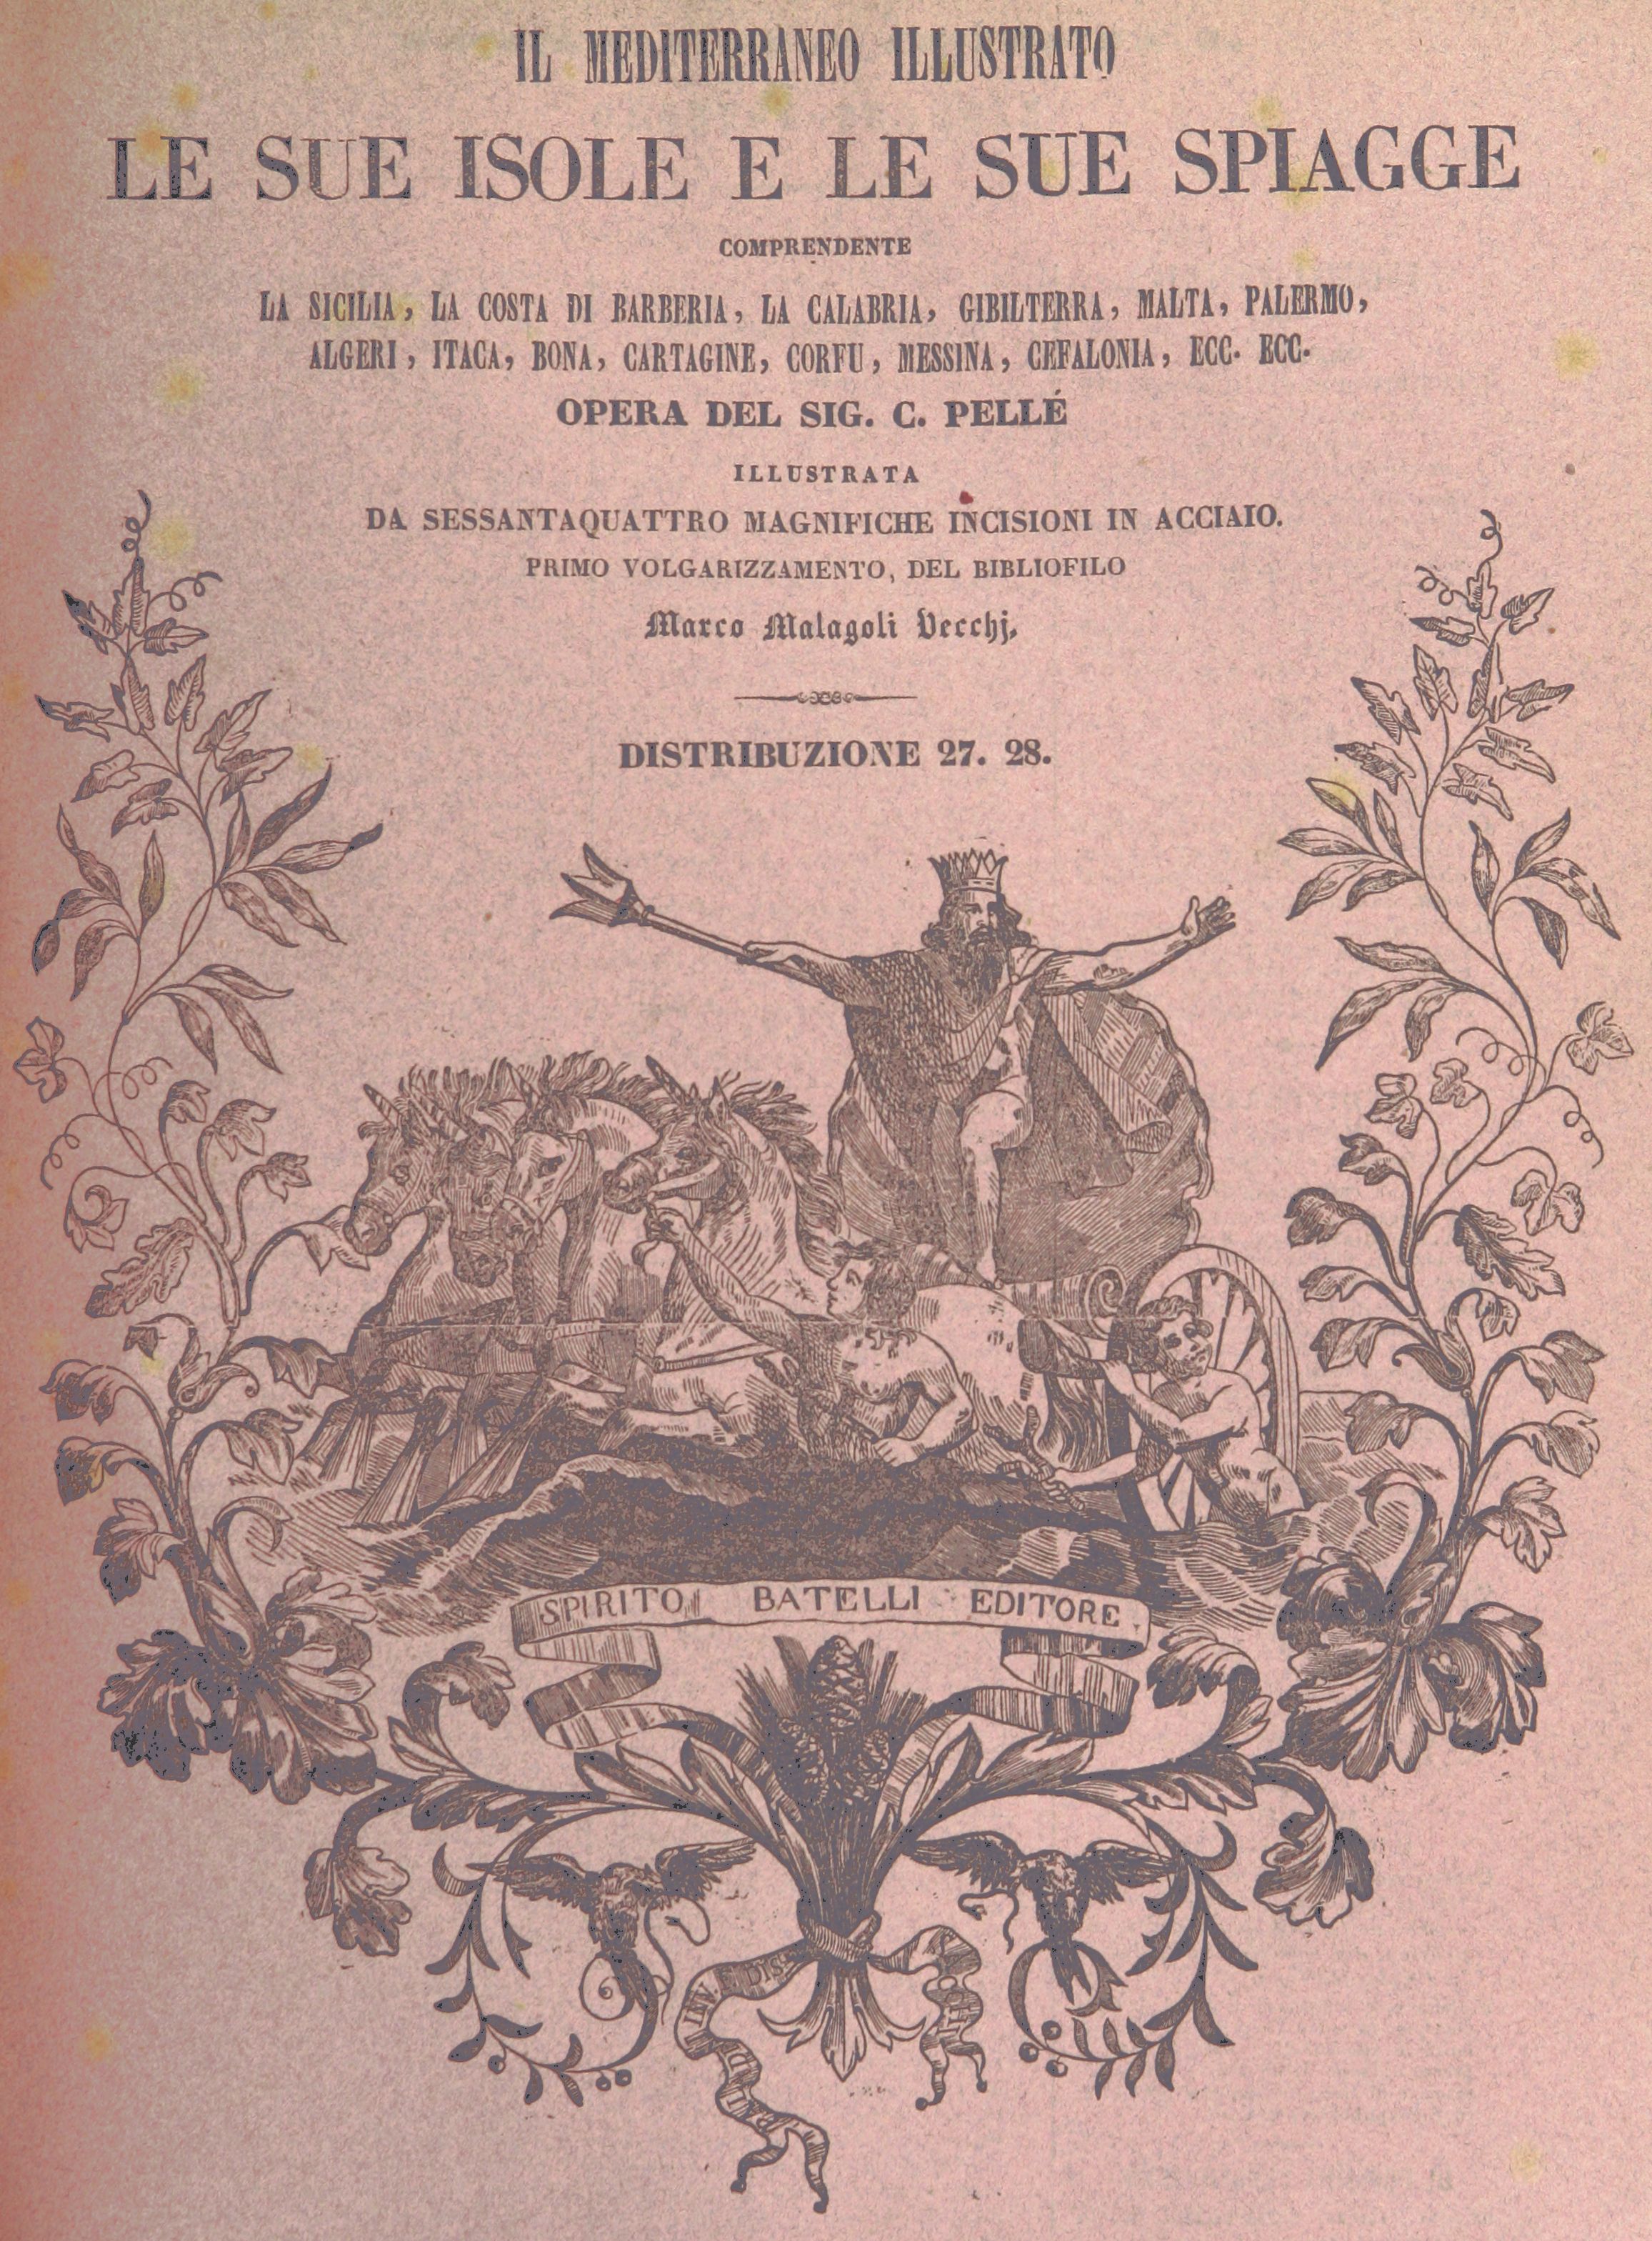 IL MEDITERRANEO ILLUSTRATO
LE SUE ISOLE E LE SUE SPIAGGE
COMPRENDENTE
LA SICILIA, LA COSTA DI BARBERIA, LA CALABRIA, GIBILTERRA, MALTA, PALERMO,
ALGERI, ITACA, BONA, CARTAGINE, CORFU, MESSINA, CEFALONIA, ECC. ECC.
OPERA DEL SIG. C. PELLÉ
ILLUSTRATA
DA SESSANTAQUATTRO MAGNIFICHE INCISIONI IN ACCIAIO.
PRIMO VOLGARIZZAMENTO, DEL BIBLIOFILO
Marco Malagoli Vecchj,
DISTRIBUZIONE 27. 28.
SPIRITO BATELLI EDITORE
INV. E DIS.